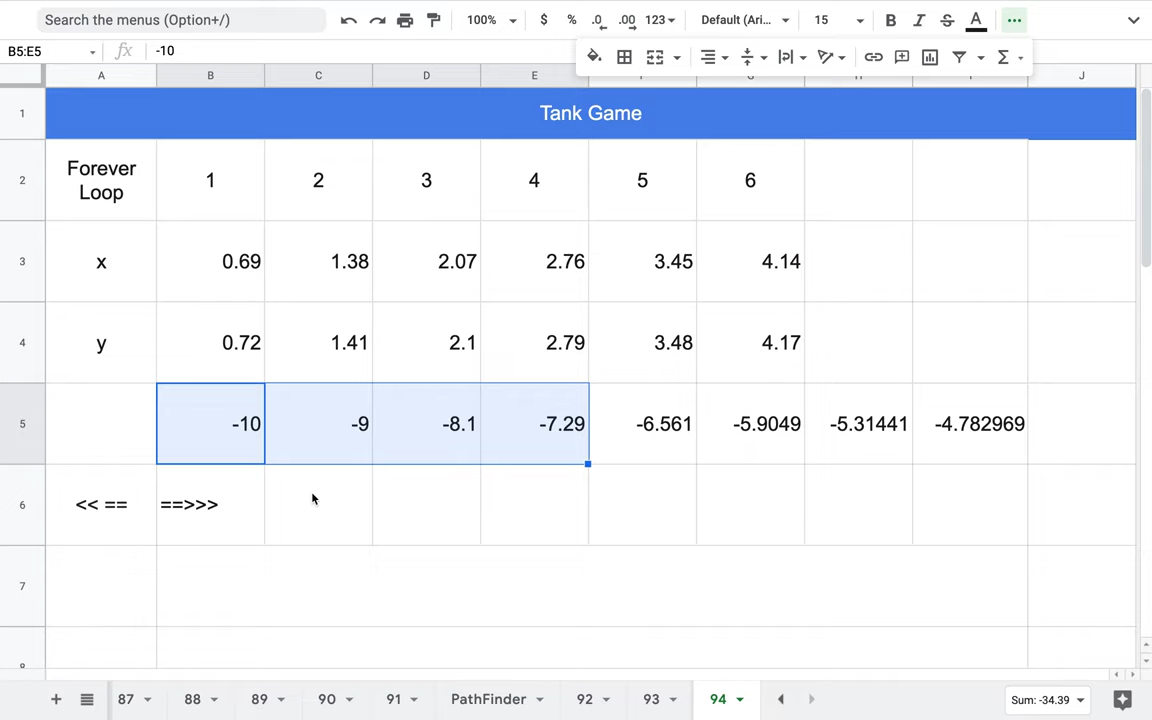 Search the menus (Option+/) 100% $ % .0 .00 123 Default (Ari... 15 B I S A
B5:E5 fx -10
A B C D E J
1 Tank Game
2 Forever Loop 1 2 3 4 5 6
3 x 0.69 1.38 2.07 2.76 3.45 4.14
4 y 0.72 1.41 2.1 2.79 3.48 4.17
5 -10 -9 -8.1 -7.29 -6.561 -5.9049 -5.31441 -4.782969
6 << == ==>>>
7
8
+ 87 88 89 90 91 PathFinder 92 93 94 Sum: -34.39